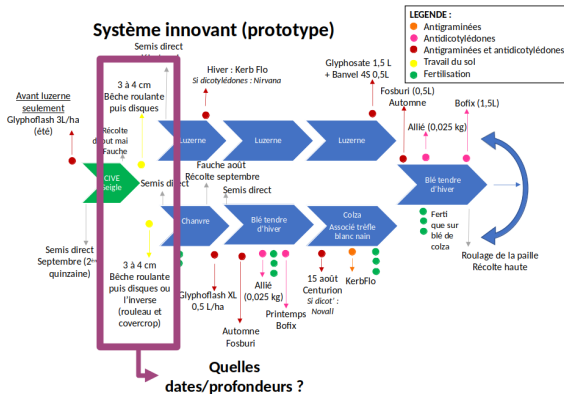 Système innovant (prototype)
LEGENDE :
Antigraminées
Antidicotylédones
Antigraminées et antidicotylédones
Travail du sol
Fertilisation
Semis direct
Avant luzerne
seulement
Glyphoflash 3L/ha
(été)
3 à 4 cm
Bêche roulante
puis disques
Hiver : Kerb Flo
Si dicotylédones : Nirvana
Glyphosate 1,5 L
+ Banvel 4S 0,5L
Fosburi (0,5L)
Automne
Bofix (1,5L)
Allié (0,025 kg)
Récolte
début mai
Fauche
Luzerne
Luzerne
Luzerne
CIVE
Seigle
Semis direct
Fauche août
Récolte septembre
Semis direct
Blé tendre
d'hiver
Chanvre
Blé tendre
d'hiver
Colza
Associé trèfle
blanc nain
Ferti
que sur
blé de
colza
Semis direct
Septembre (2
quinzaine)
3 à 4 cm
Bêche roulante
puis disques ou
l'inverse
(rouleau et
covercrop)
Glyphoflash XL
0,5 L/ha
Automne
Fosburi
Allié
(0,025 kg)
Printemps
Bofix
15 août
Centurion
Si dicot' :
Novall
KerbFlo
Roulage de la paille
Récolte haute
Quelles
dates/profondeurs ?